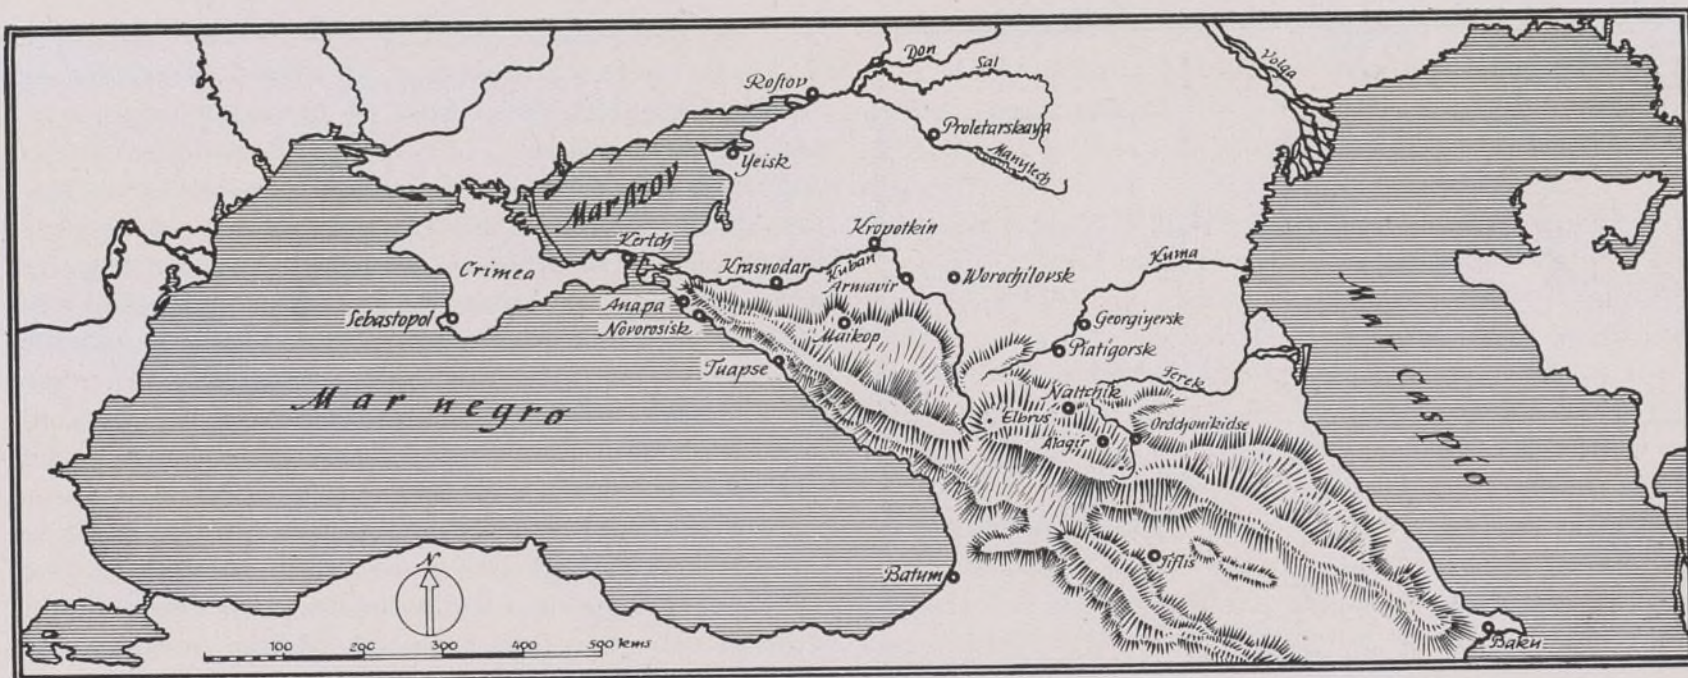 Don
Sal
Volga
Rostov
Proletarskaya
Manytech
Yeisk
Mar Azov
Kropotkin
Kertch
Kuma
Crimea
Krasnodar
Kuban
Armavir
Worochilovsk
Anapa
Sebastopol
Novorosisk
Maikop
Georgiyersk
Piatigorsk
Tuapse
Terek
Mar negro
Naltchik
Elbrus
Alagir
Orddjonikidse
Mar Caspio
Tiflis
N
Batum
100 200 300 400 500 kms
Baku